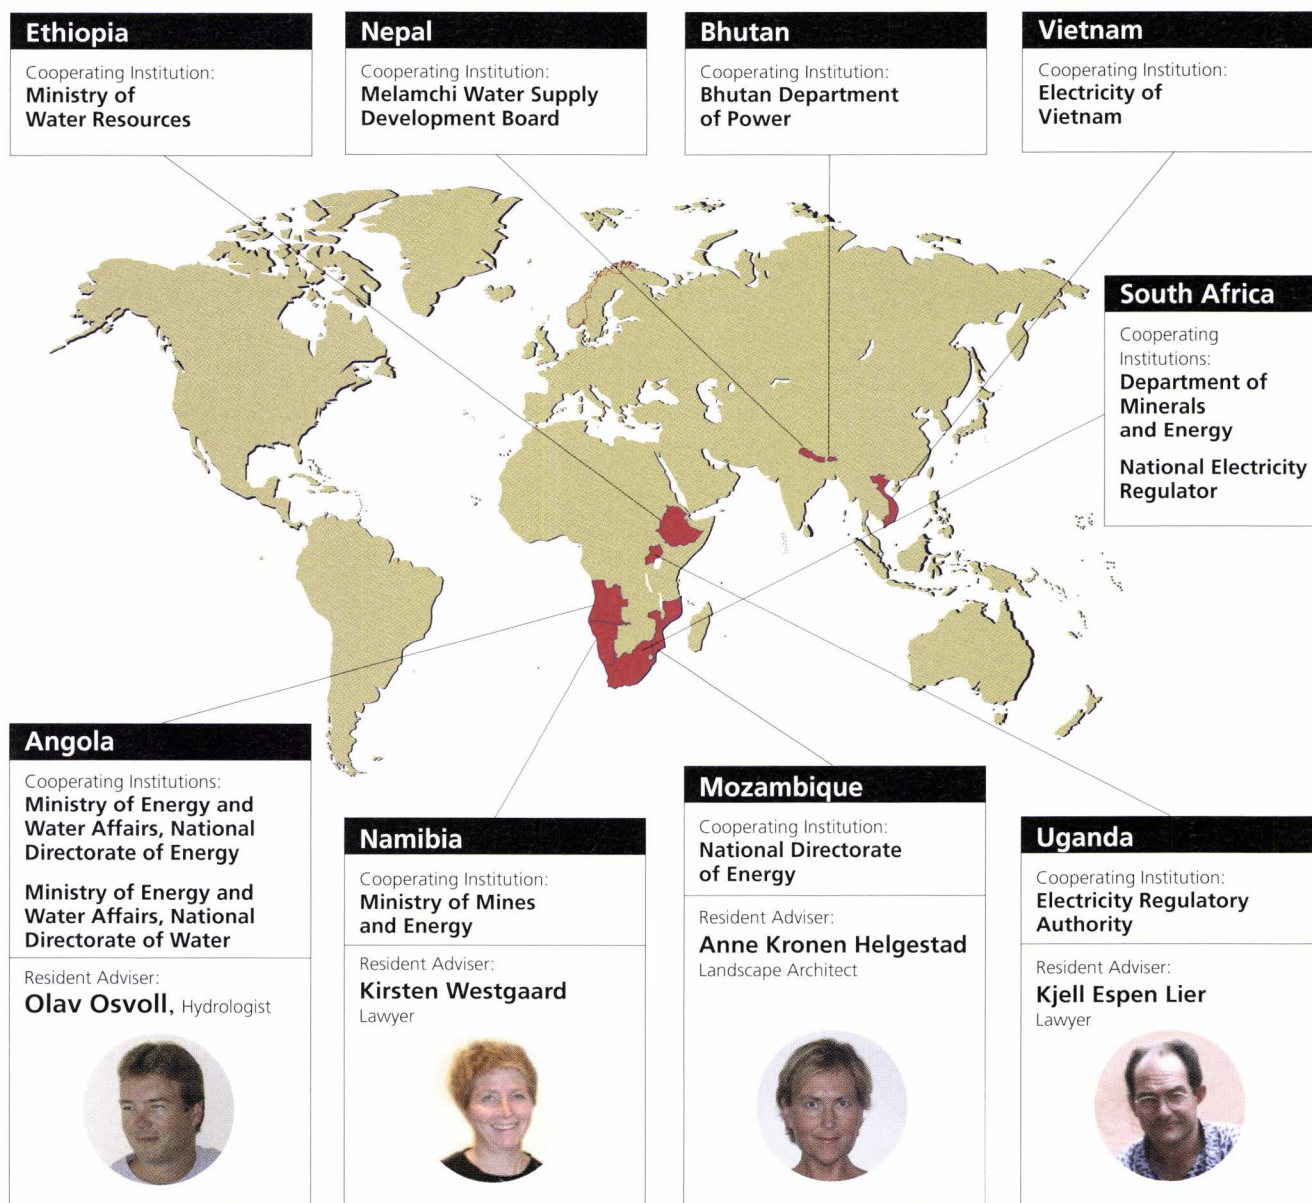 Ethiopia
Cooperating Institution:
Ministry of
Water Resources
Nepal
Cooperating Institution:
Melamchi Water Supply
Development Board
Bhutan
Cooperating Institution:
Bhutan Department
of Power
Vietnam
Cooperating Institution:
Electricity of
Vietnam
South Africa
Cooperating
Institutions:
Department of
Minerals
and Energy
National Electricity
Regulator
Angola
Cooperating Institutions:
Ministry of Energy and
Water Affairs, National
Directorate of Energy
Ministry of Energy and
Water Affairs, National
Directorate of Water
Resident Adviser:
Olav Osvoll, Hydrologist
Namibia
Cooperating Institution:
Ministry of Mines
and Energy
Resident Adviser:
Kirsten Westgaard
Lawyer
Mozambique
Cooperating Institution:
National Directorate
of Energy
Resident Adviser:
Anne Kronen Helgestad
Landscape Architect
Uganda
Cooperating Institution:
Electricity Regulatory
Authority
Resident Adviser:
Kjell Espen Lier
Lawyer